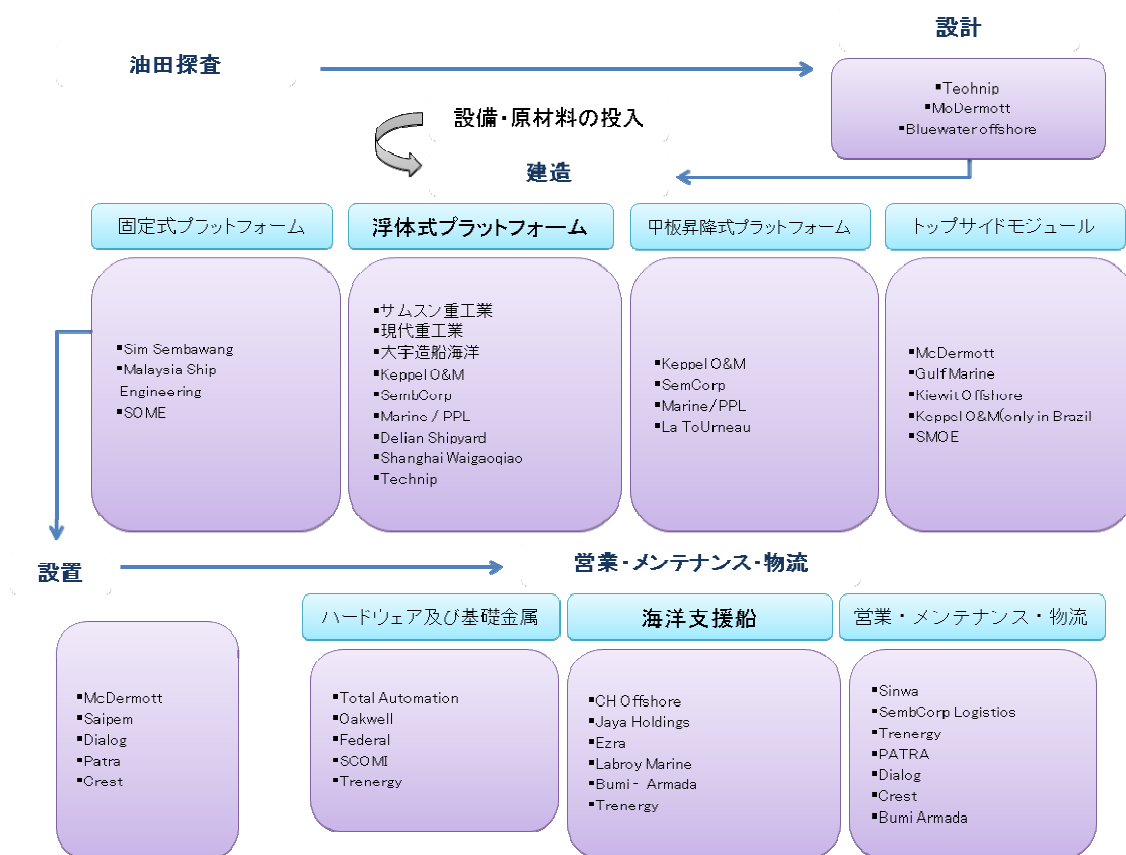 油田探査
設計
▪Teohnip
▪MoDermott
▪Bluewater offshore
設備・原材料の投入
建造
固定式プラットフォーム
▪Sim Sembawang
▪Malaysia Ship
Engineering
▪SOME
浮体式プラットフォーム
▪サムスン重工業
▪現代重工業
▪大宇造船海洋
▪Keppel O&M
▪SembCorp
▪Marine / PPL
▪Delian Shipyard
▪Shanghai Waigaoqiao
▪Technip
甲板昇降式プラットフォーム
▪Keppel O&M
▪SemCorp
▪Marine/PPL
▪La ToUrneau
トップサイドモジュール
▪McDermott
▪Gulf Marine
▪Kiewit Offshore
▪Keppel O&M(only in Brazil
▪SMOE
設置
▪McDermott
▪Saipem
▪Dialog
▪Patra
▪Crest
営業・メンテナンス・物流
ハードウェア及び基礎金属
▪Total Automation
▪Oakwell
▪Federal
▪SCOMI
▪Trenergy
海洋支援船
▪CH Offshore
▪Jaya Holdings
▪Ezra
▪Labroy Marine
▪Bumi‐ Armada
▪Trenergy
営業・メンテナンス・物流
▪Sinwa
▪SembCorp Logistios
▪Trenergy
▪PATRA
▪Dialog
▪Crest
▪Bumi Armada